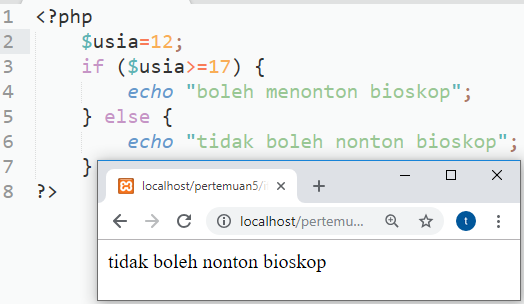 1 <?php
2 $usia=12;
3 if ($usia>=17) {
4 echo "boleh menonton bioskop";
5 } else {
6 echo "tidak boleh nonton bioskop";
7 }
8 ?>
localhost/pertemuan5/
localhost/pertemu...
t
tidak boleh nonton bioskop